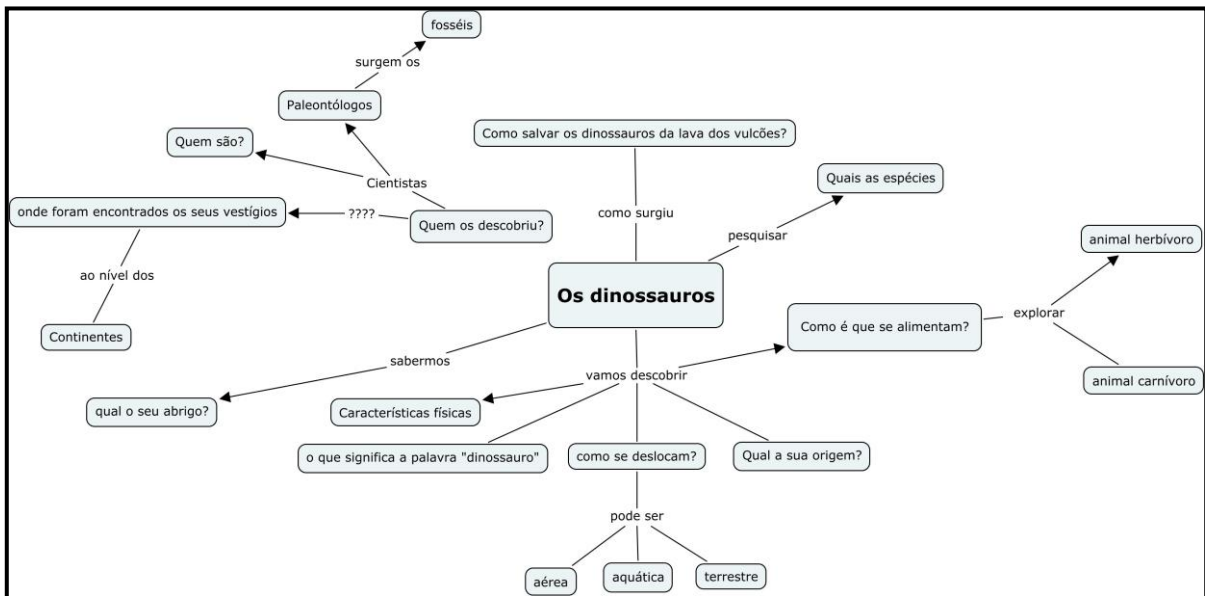 fosséis
surgem os
Paleontólogos
Como salvar os dinossauros da lava dos vulcões?
Quem são?
Quais as espécies
Cientistas
onde foram encontrados os seus vestígios
????
Quem os descobriu?
como surgiu
pesquisar
animal herbívoro
ao nível dos
Os dinossauros
explorar
Como é que se alimentam?
Continentes
sabermos
vamos descobrir
animal carnívoro
qual o seu abrigo?
Características físicas
o que significa a palavra "dinossauro"
como se deslocam?
Qual a sua origem?
pode ser
aérea
aquática
terrestre